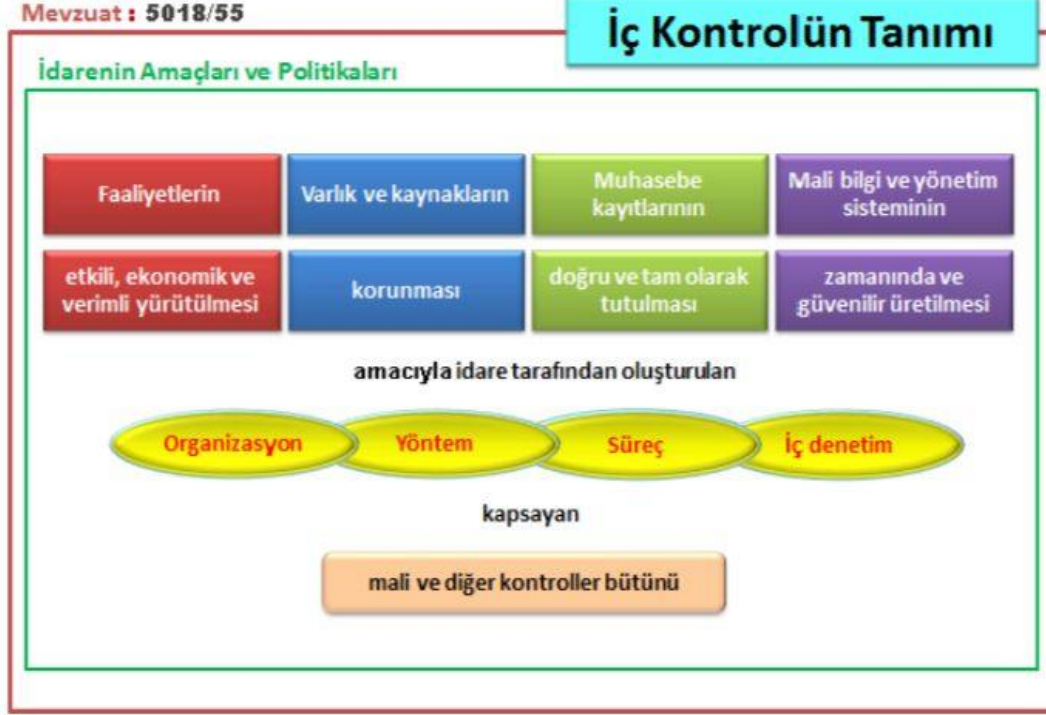 Mevzuat : 5018/55
İç Kontrolün Tanımı
İdarenin Amaçları ve Politikaları
Faaliyetlerin
Varlık ve kaynakların
Muhasebe
kayıtlarının
Mali bilgi ve yönetim
sisteminin
etkili, ekonomik ve
verimli yürütülmesi
korunması
doğru ve tam olarak
tutulması
zamanında ve
güvenilir üretilmesi
amacıyla idare tarafından oluşturulan
Organizasyon
Yöntem
Süreç
İç denetim
kapsayan
mali ve diğer kontroller bütünü